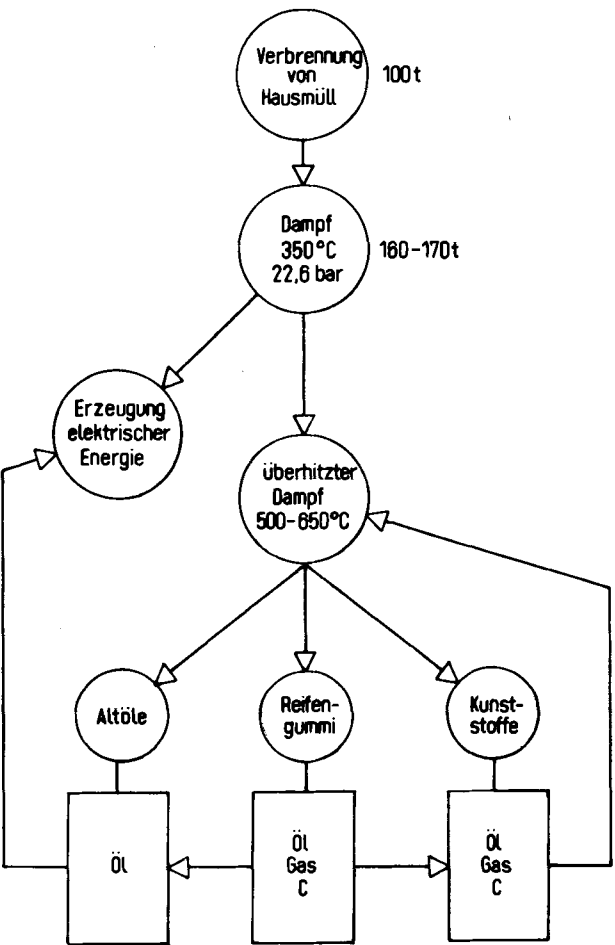 Verbrennung
von
Hausmüll
100t
Dampf
350°C
22,6 bar
160-170t
Erzeugung
elektrischer
Energie
überhitzter
Dampf
500-650°C
Altöle
Reifen-
gummi
Kunst-
stoffe
Öl
Öl
Gas
C
Öl
Gas
C